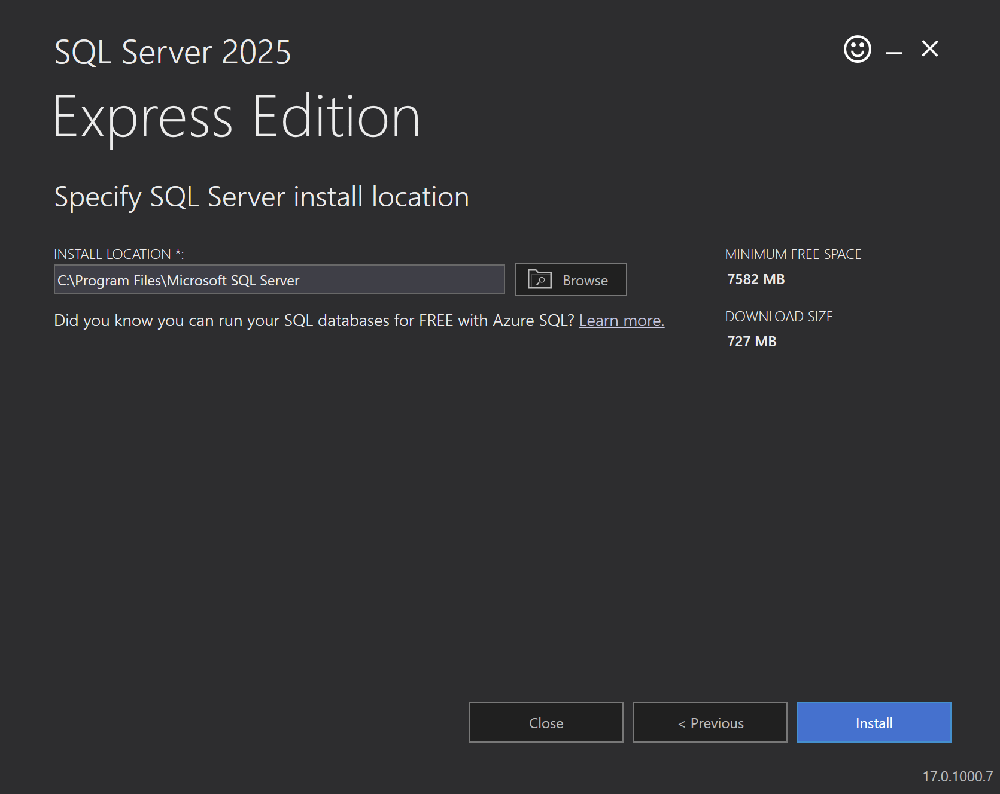 SQL Server 2025
Express Edition
Specify SQL Server install location
INSTALL LOCATION *:
C:\Program Files\Microsoft SQL Server
Browse
Did you know you can run your SQL databases for FREE with Azure SQL? Learn more.
MINIMUM FREE SPACE
7582 MB
DOWNLOAD SIZE
727 MB
Close
< Previous
Install
17.0.1000.7